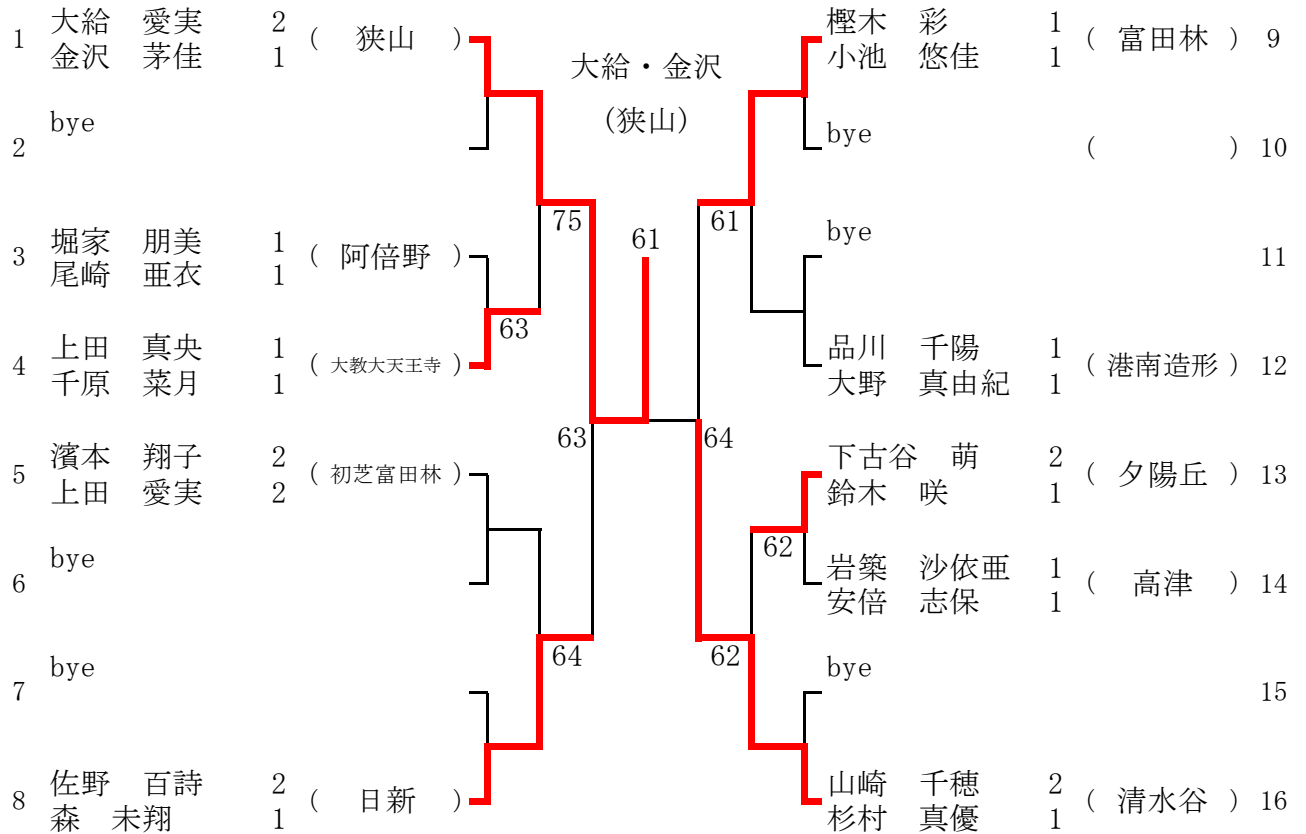 1 大給 愛実 2 ( 狭山 )
金沢 茅佳 1
2 bye
3 堀家 朋美 1 ( 阿倍野 )
尾崎 亜衣 1
4 上田 真央 1 ( 大教大天王寺 )
千原 菜月 1
5 濱本 翔子 2 ( 初芝富田林 )
上田 愛実 2
6 bye
7 bye
8 佐野 百詩 2 ( 日新 )
森 未翔 1
75
63
63
64
大給・金沢
(狭山)
61
61
64
62
62
樫木 彩 1 ( 富田林 ) 9
小池 悠佳 1
bye ( ) 10
bye 11
品川 千陽 1 ( 港南造形 ) 12
大野 真由紀 1
下古谷 萌 2 ( 夕陽丘 ) 13
鈴木 咲 1
岩築 沙依亜 1 ( 高津 ) 14
安倍 志保 1
bye 15
山崎 千穂 2 ( 清水谷 ) 16
杉村 真優 1